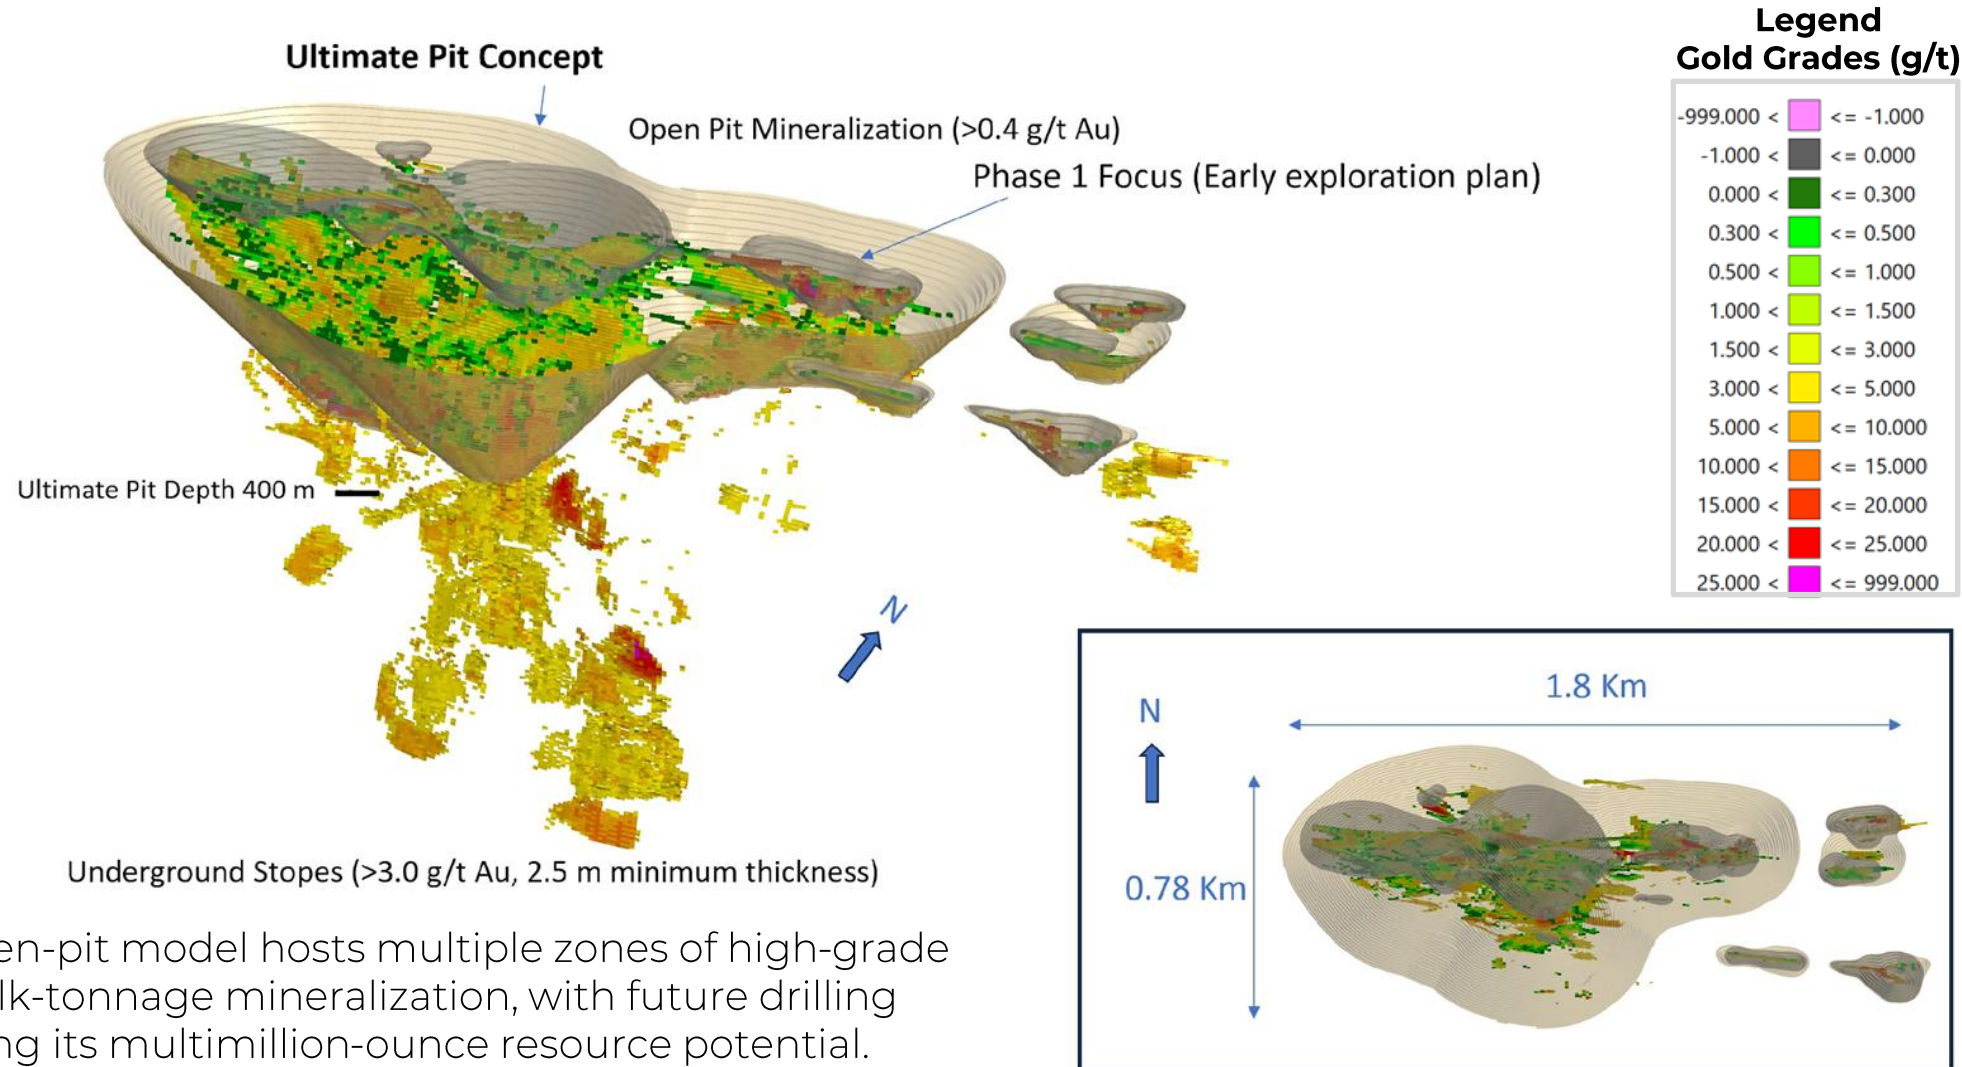 Ultimate Pit Concept
Open Pit Mineralization (>0.4 g/t Au)
Phase 1 Focus (Early exploration plan)
Ultimate Pit Depth 400 m
N
Underground Stopes (>3.0 g/t Au, 2.5 m minimum thickness)
en-pit model hosts multiple zones of high-grade
lk-tonnage mineralization, with future drilling
ng its multimillion-ounce resource potential.
Legend
Gold Grades (g/t)
-999.000 < <= -1.000
-1.000 < <= 0.000
0.000 < <= 0.300
0.300 < <= 0.500
0.500 < <= 1.000
1.000 < <= 1.500
1.500 < <= 3.000
3.000 < <= 5.000
5.000 < <= 10.000
10.000 < <= 15.000
15.000 < <= 20.000
20.000 < <= 25.000
25.000 < <= 999.000
1.8 Km
N
0.78 Km